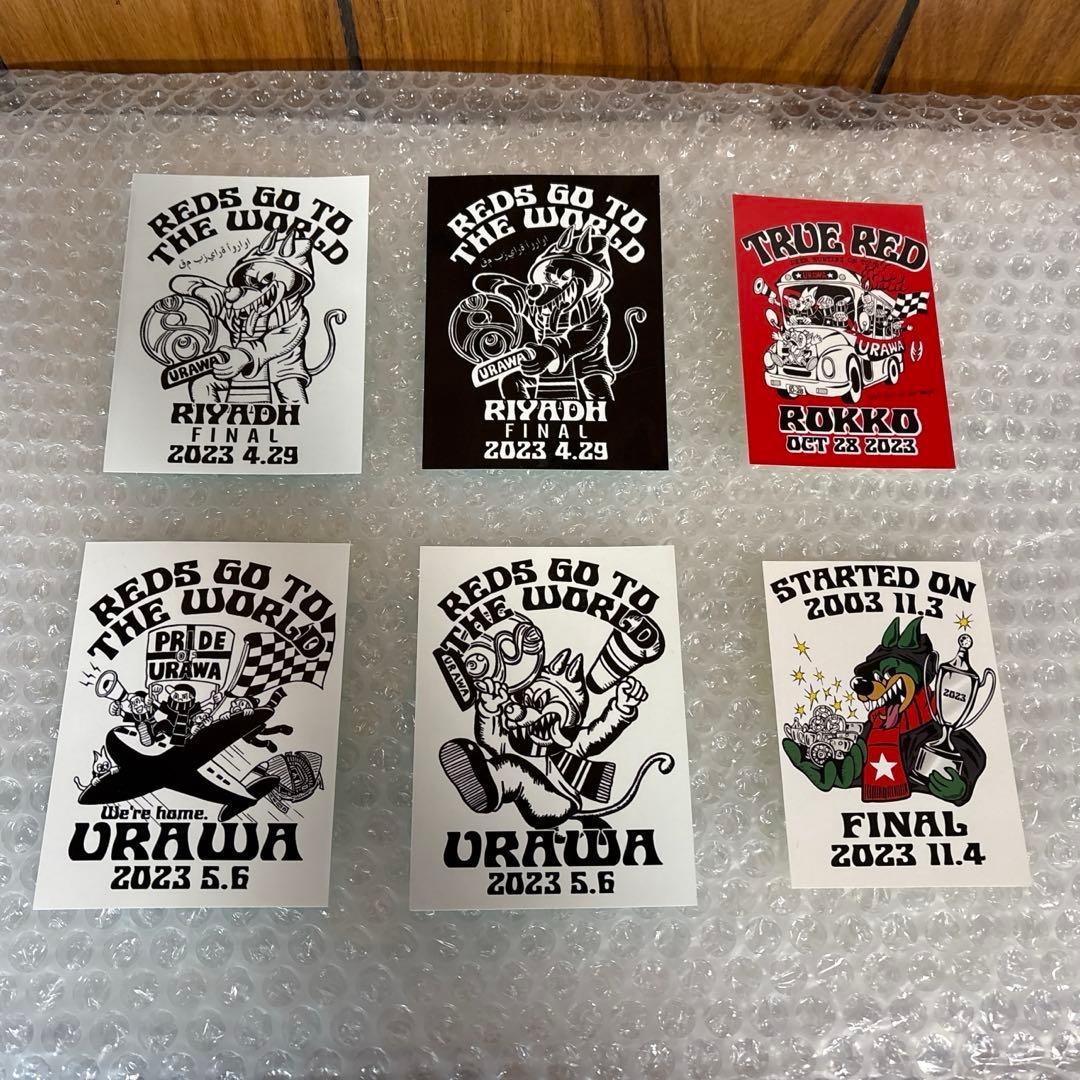 REDS GO TO
THE WORLD
URAWA
RIYADH
FINAL
2023 4.29
REDS GO TO
THE WORLD
URAWA
RIYADH
FINAL
2023 4.29
TRUE RED
URAWA
URAWA
ROKKO
OCT 28 2023
REDS GO TO
THE WORLD
PRIDE
OF
URAWA
We're home.
URAWA
2023 5.6
REDS GO TO
THE WORLD
URAWA
URAWA
2023 5.6
STARTED ON
2003 11.3
2023
FINAL
2023 11.4